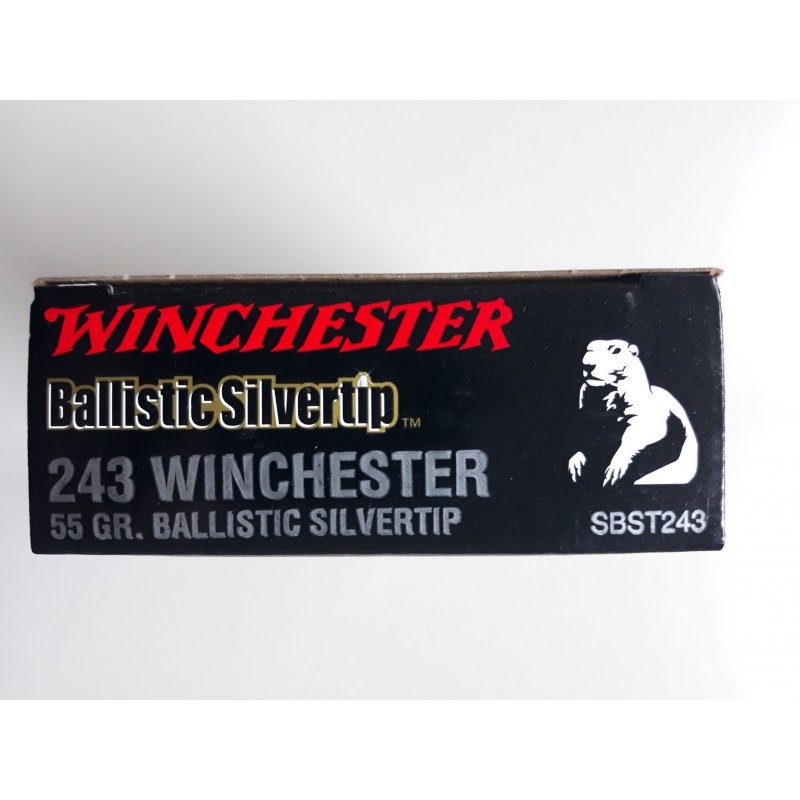 WINCHESTER
Ballistic Silvertip™
243 WINCHESTER
55 GR. BALLISTIC SILVERTIP
SBST243